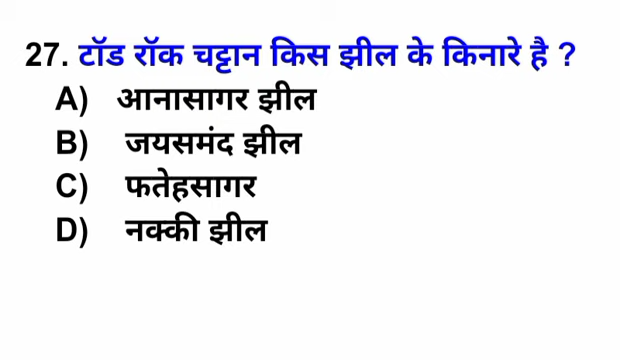 27. टॉड रॉक चट्टान किस झील के किनारे है ?
A) आनासागर झील
B) जयसमंद झील
C) फतेहसागर
D) नक्की झील